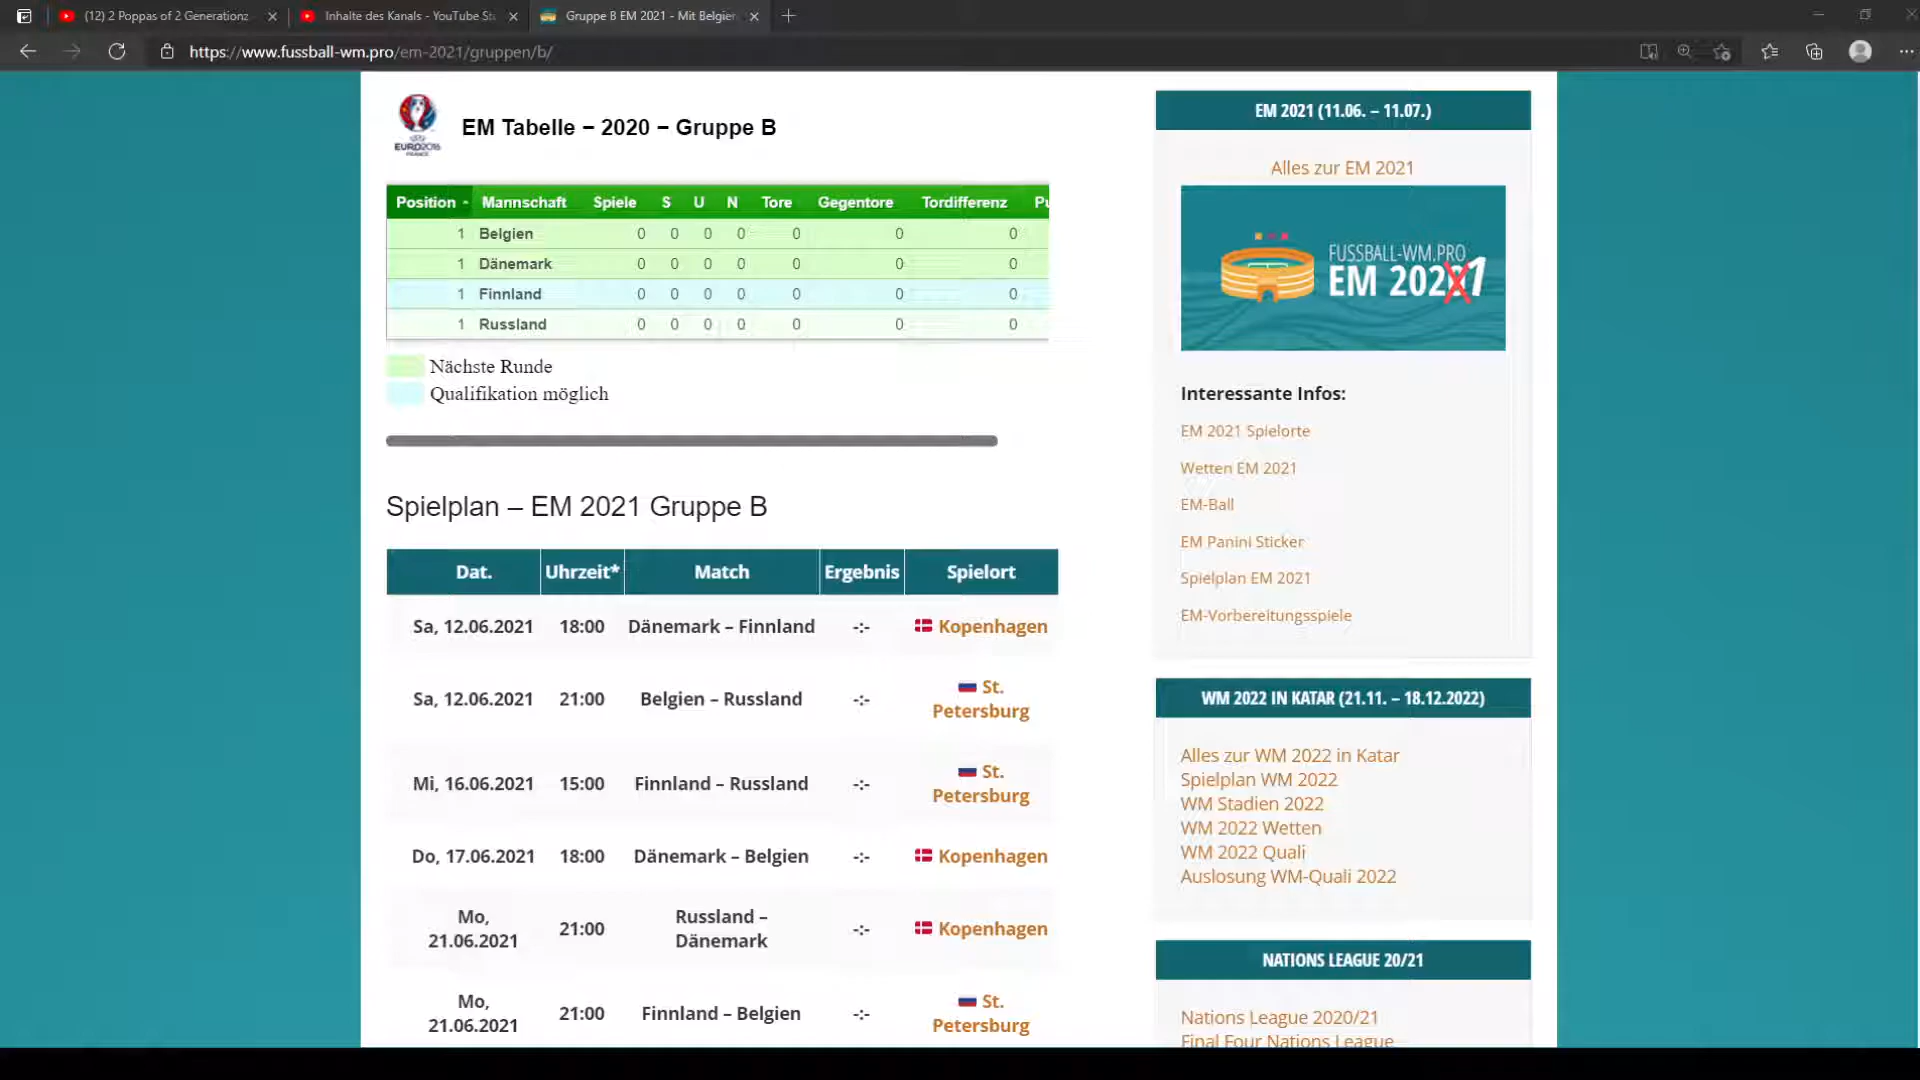 (12) 2 Poppas of 2 Generationz
Inhalte des Kanals - YouTube St
Gruppe B EM 2021 - Mit Belgien
https://www.fussball-wm.pro/em-2021/gruppen/b/
EURO2016
FRANCE
EM Tabelle – 2020 – Gruppe B
Position Mannschaft Spiele S U N Tore Gegentore Tordifferenz Pu
1 Belgien 0 0 0 0 0 0 0
1 Dänemark 0 0 0 0 0 0 0
1 Finnland 0 0 0 0 0 0 0
1 Russland 0 0 0 0 0 0 0
Nächste Runde
Qualifikation möglich
Spielplan – EM 2021 Gruppe B
Dat. Uhrzeit* Match Ergebnis Spielort
Sa, 12.06.2021 18:00 Dänemark – Finnland -:- Kopenhagen
Sa, 12.06.2021 21:00 Belgien – Russland -:- St.
Petersburg
Mi, 16.06.2021 15:00 Finnland – Russland -:- St.
Petersburg
Do, 17.06.2021 18:00 Dänemark – Belgien -:- Kopenhagen
Mo,
21.06.2021 21:00 Russland –
Dänemark -:- Kopenhagen
Mo,
21.06.2021 21:00 Finnland – Belgien -:- St.
Petersburg
EM 2021 (11.06. – 11.07.)
Alles zur EM 2021
FUSSBALL-WM.PRO
EM 2021
Interessante Infos:
EM 2021 Spielorte
Wetten EM 2021
EM-Ball
EM Panini Sticker
Spielplan EM 2021
EM-Vorbereitungsspiele
WM 2022 IN KATAR (21.11. – 18.12.2022)
Alles zur WM 2022 in Katar
Spielplan WM 2022
WM Stadien 2022
WM 2022 Wetten
WM 2022 Quali
Auslosung WM-Quali 2022
NATIONS LEAGUE 20/21
Nations League 2020/21
Final Four Nations League